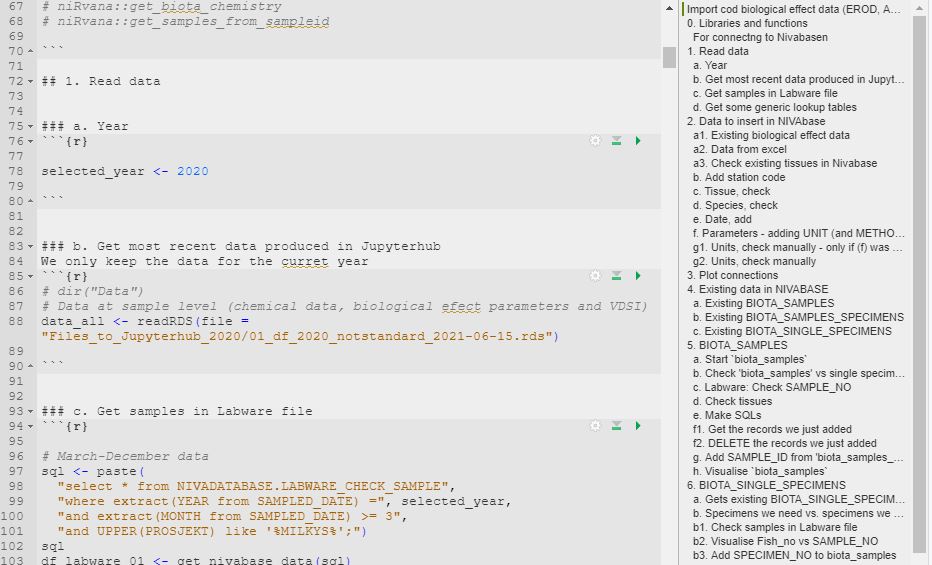 67 # niRvana::get_biota_chemistry
68 # niRvana::get_samples_from_sampleid
69
70 ```
71
72 ## 1. Read data
73
74
75 ### a. Year
76 ```{r}
77
78 selected_year <- 2020
79
80 ```
81
82
83 ### b. Get most recent data produced in Jupyterhub
84 We only keep the data for the curret year
85 ```{r}
86 # dir("Data")
87 # Data at sample level (chemical data, biological efect parameters and VDSI)
88 data_all <- readRDS(file =
"Files_to_Jupyterhub_2020/01_df_2020_notstandard_2021-06-15.rds")
89
90 ```
91
92
93 ### c. Get samples in Labware file
94 ```{r}
95
96 # March-December data
97 sql <- paste(
98 "select * from NIVADATABASE.LABWARE_CHECK_SAMPLE",
99 "where extract(YEAR from SAMPLED_DATE) =", selected_year,
100 "and extract(MONTH from SAMPLED_DATE) >= 3",
101 "and UPPER(PROSJEKT) like '%MILKYS%';")
102 sql
103 df_labware_01 <- get_nivabase_data(sql)
Import cod biological effect data (EROD, A...
0. Libraries and functions
For connectng to Nivabasen
1. Read data
a. Year
b. Get most recent data produced in Jupyt...
c. Get samples in Labware file
d. Get some generic lookup tables
2. Data to insert in NIVAbase
a1. Existing biological effect data
a2. Data from excel
a3. Check existing tissues in Nivabase
b. Add station code
c. Tissue, check
d. Species, check
e. Date, add
f. Parameters - adding UNIT (and METHO...
g1. Units, check manually - only if (f) was ...
g2. Units, check manually
3. Plot connections
4. Existing data in NIVABASE
a. Existing BIOTA_SAMPLES
b. Existing BIOTA_SAMPLES_SPECIMENS
c. Existing BIOTA_SINGLE_SPECIMENS
5. BIOTA_SAMPLES
a. Start `biota_samples`
b. Check 'biota_samples' vs single specim...
c. Labware: Check SAMPLE_NO
d. Check tissues
e. Make SQLs
f1. Get the records we just added
f2. DELETE the records we just added
g. Add SAMPLE_ID from 'biota_samples_...
h. Visualise `biota_samples`
6. BIOTA_SINGLE_SPECIMENS
a. Gets existing BIOTA_SINGLE_SPECIM...
b. Specimens we need vs. specimens we ...
b1. Check samples in Labware file
b2. Visualise Fish_no vs SAMPLE_NO
b3. Add SPECIMEN_NO to biota_samples